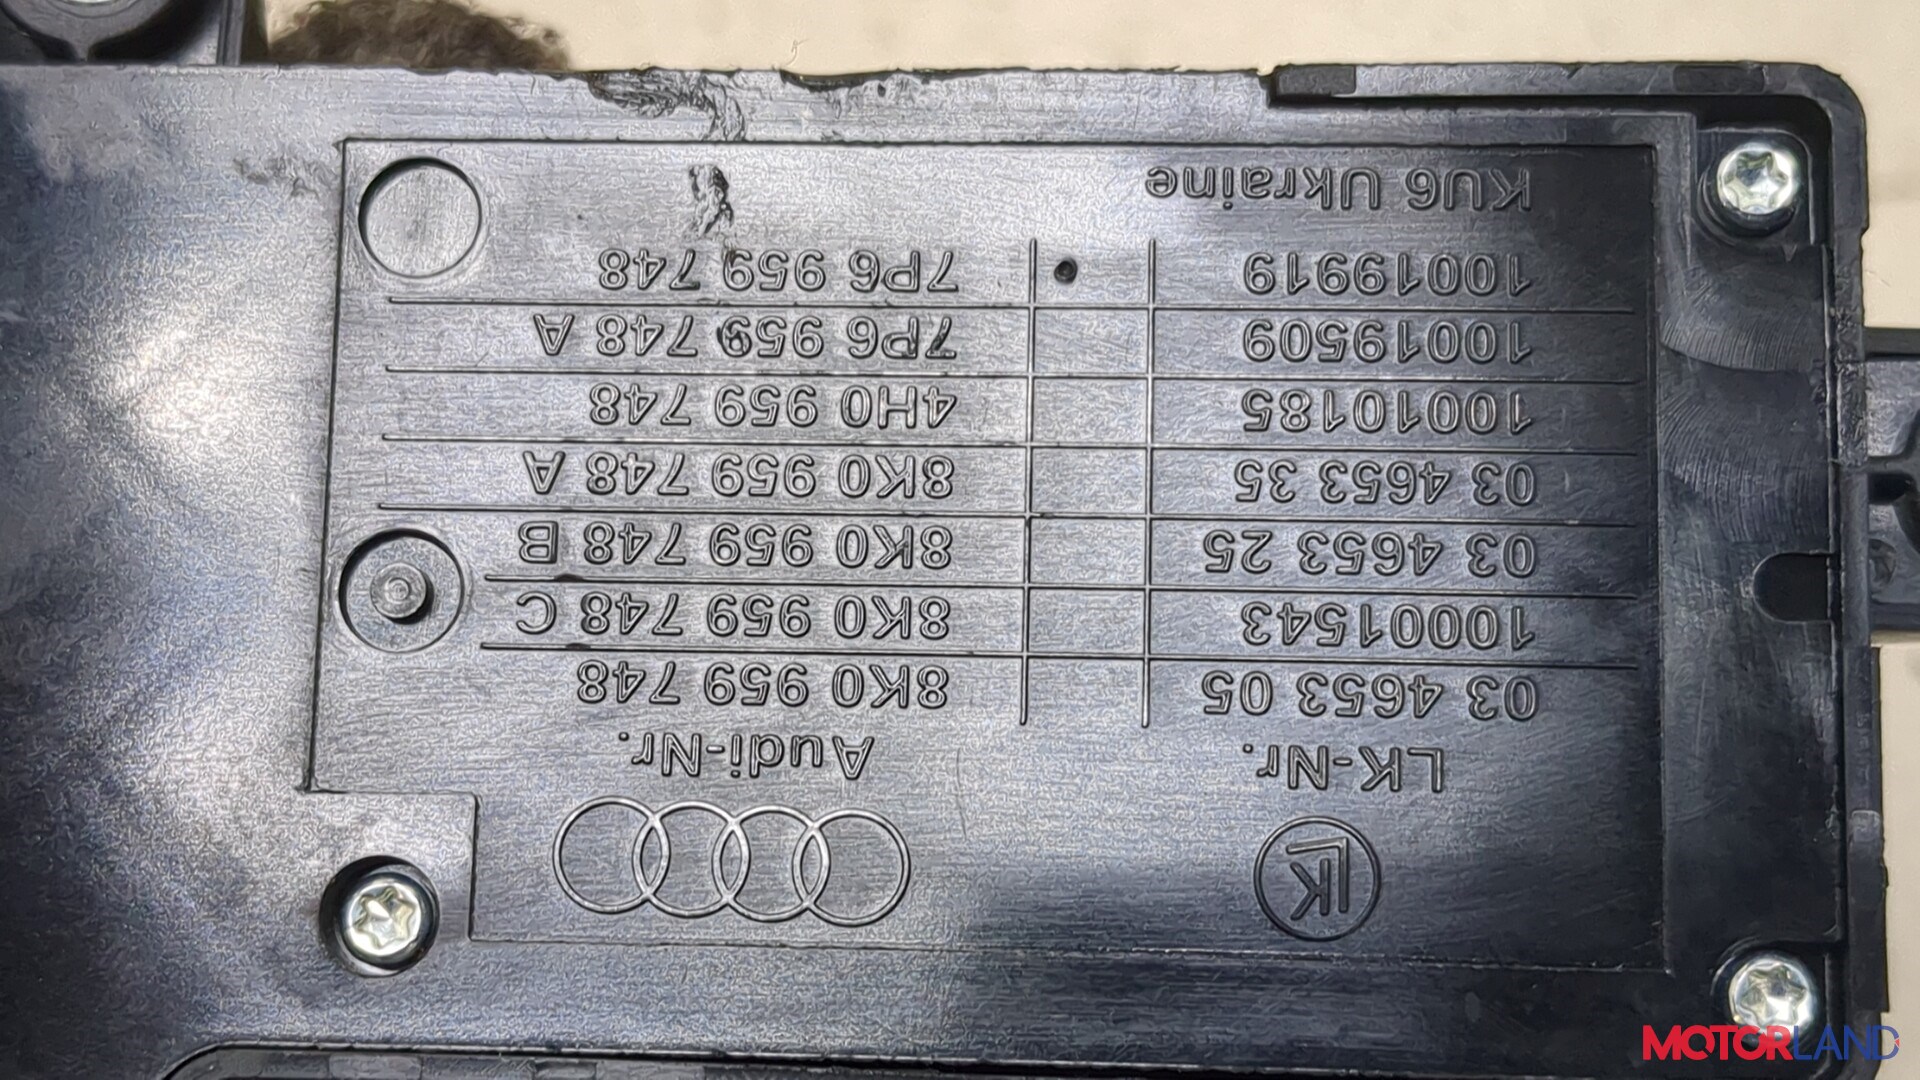 LK
LK-Nr. Audi-Nr.
03 4653 05 8K0 959 748
10001543 8K0 959 748 C
03 4653 25 8K0 959 748 B
03 4653 35 8K0 959 748 A
10010185 4H0 959 748
10019509 7P6 959 748 A
10019919 7P6 959 748
KU6 Ukraine
MOTORLAND